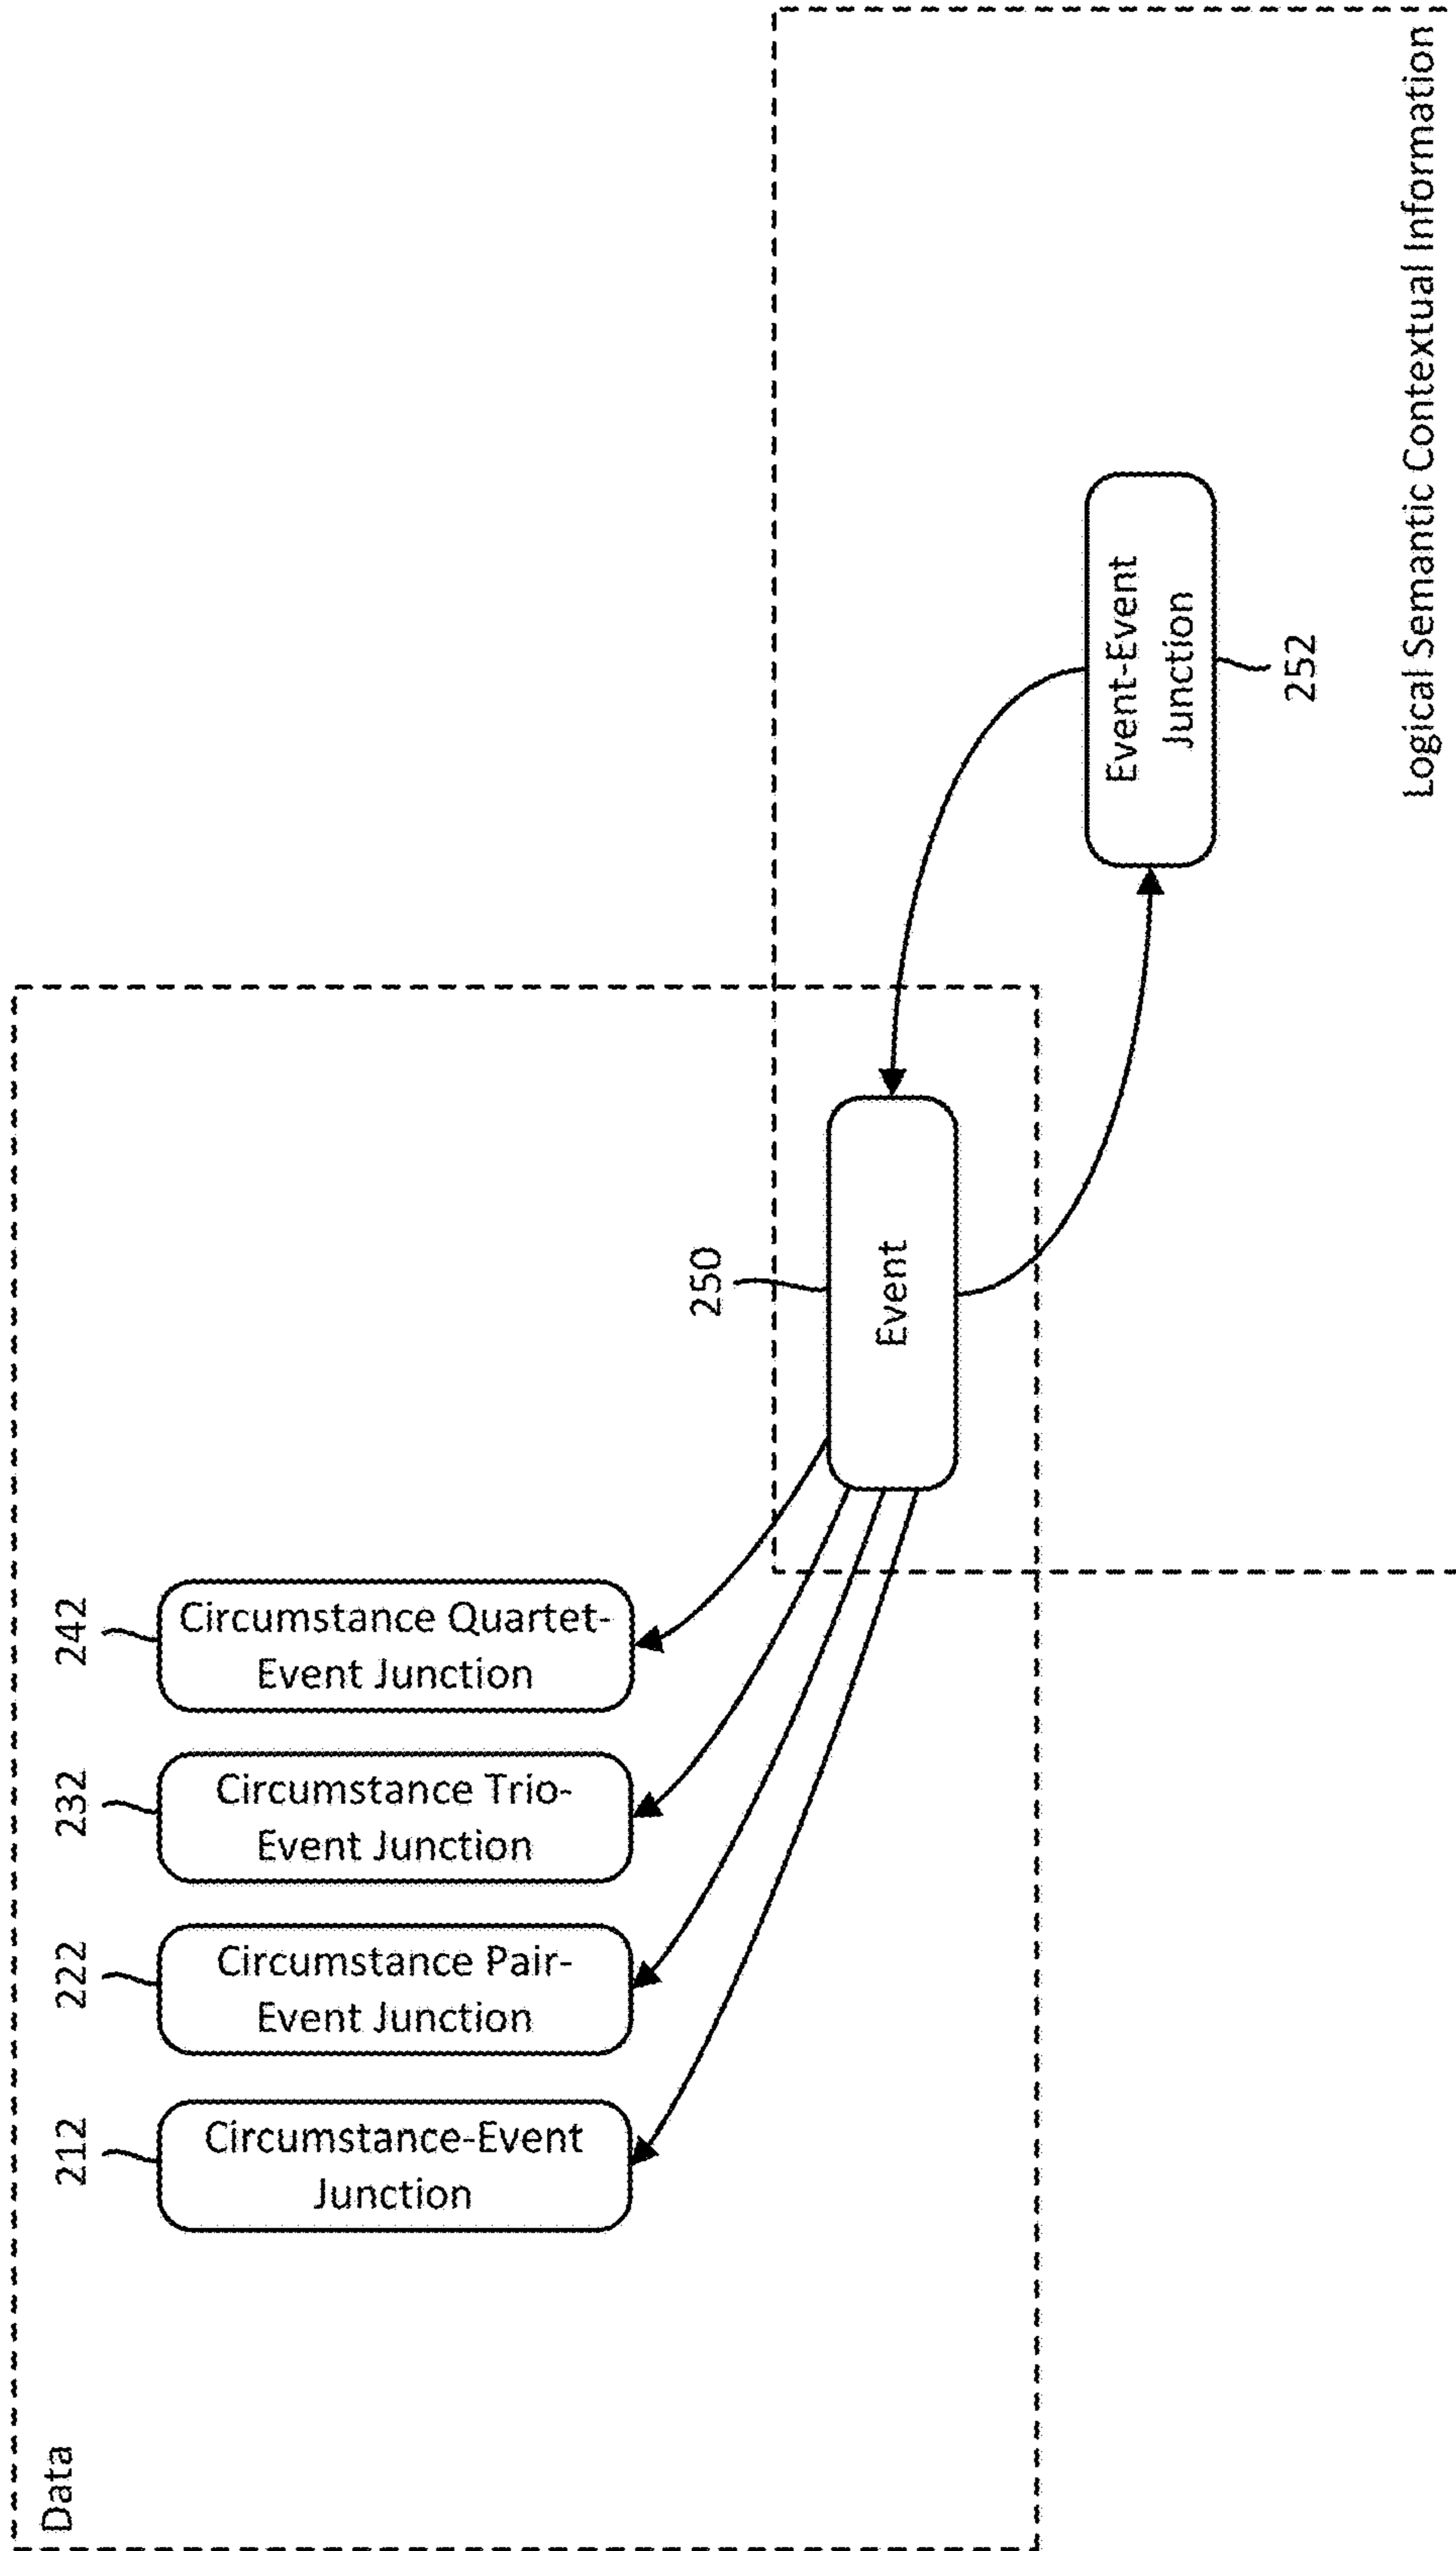 Data
242
Circumstance Quartet-
Event Junction
232
Circumstance Trio-
Event Junction
222
Circumstance Pair-
Event Junction
212
Circumstance-Event
Junction
250
Event
Event-Event
Junction
252
Logical Semantic Contextual Information